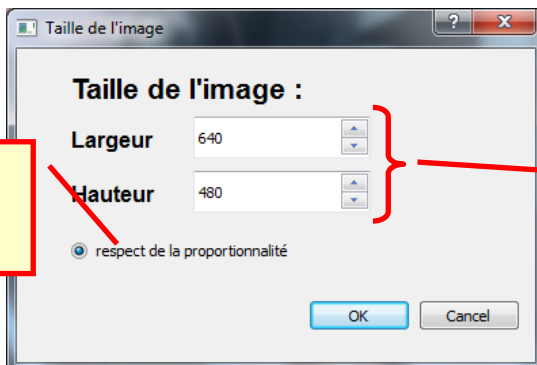 Taille de l'image
?
X
Taille de l'image :
Largeur
640
Hauteur
480
respect de la proportionnalité
OK
Cancel